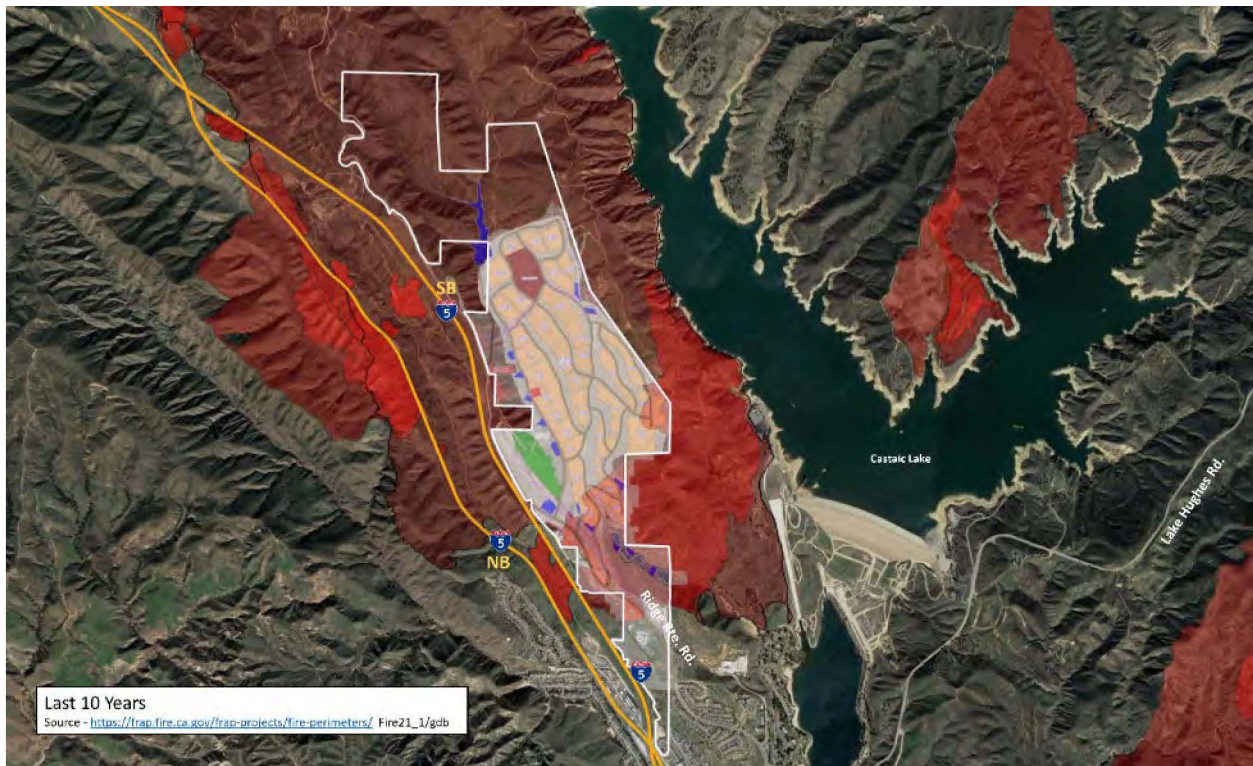 SB
5
5
NB
Castaic Lake
Lake Hughes Rd.
Ridge Rte. Rd.
5
Last 10 Years
Source - https://frap.fire.ca.gov/frap-projects/fire-perimeters/ Fire21_1/gdb